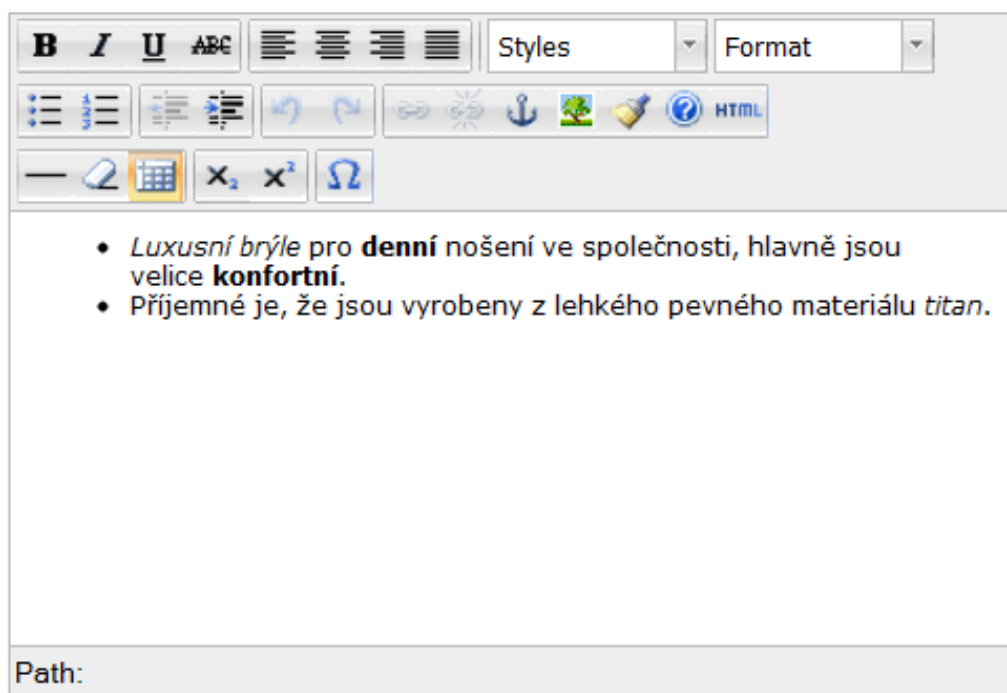 B I U ABC Styles Format
HTML
Luxusní brýle pro denní nošení ve společnosti, hlavně jsou
velice konfortní.
Příjemné je, že jsou vyrobeny z lehkého pevného materiálu titan.
Path: